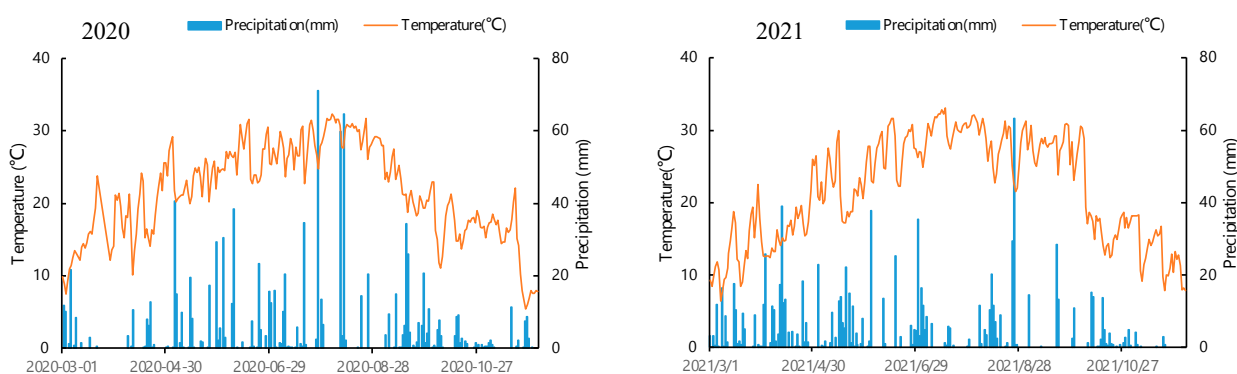 2020 Precipitation(mm) Temperature(℃)
40 80
30 60
20 40
10 20
0 0
Temperature (℃)
Precipitation (mm)
2020-03-01 2020-04-30 2020-06-29 2020-08-28 2020-10-27
2021 Precipitation(mm) Temperature(℃)
40 80
30 60
20 40
10 20
0 0
Temperature(℃)
Precipitation (mm)
2021/3/1 2021/4/30 2021/6/29 2021/8/28 2021/10/27